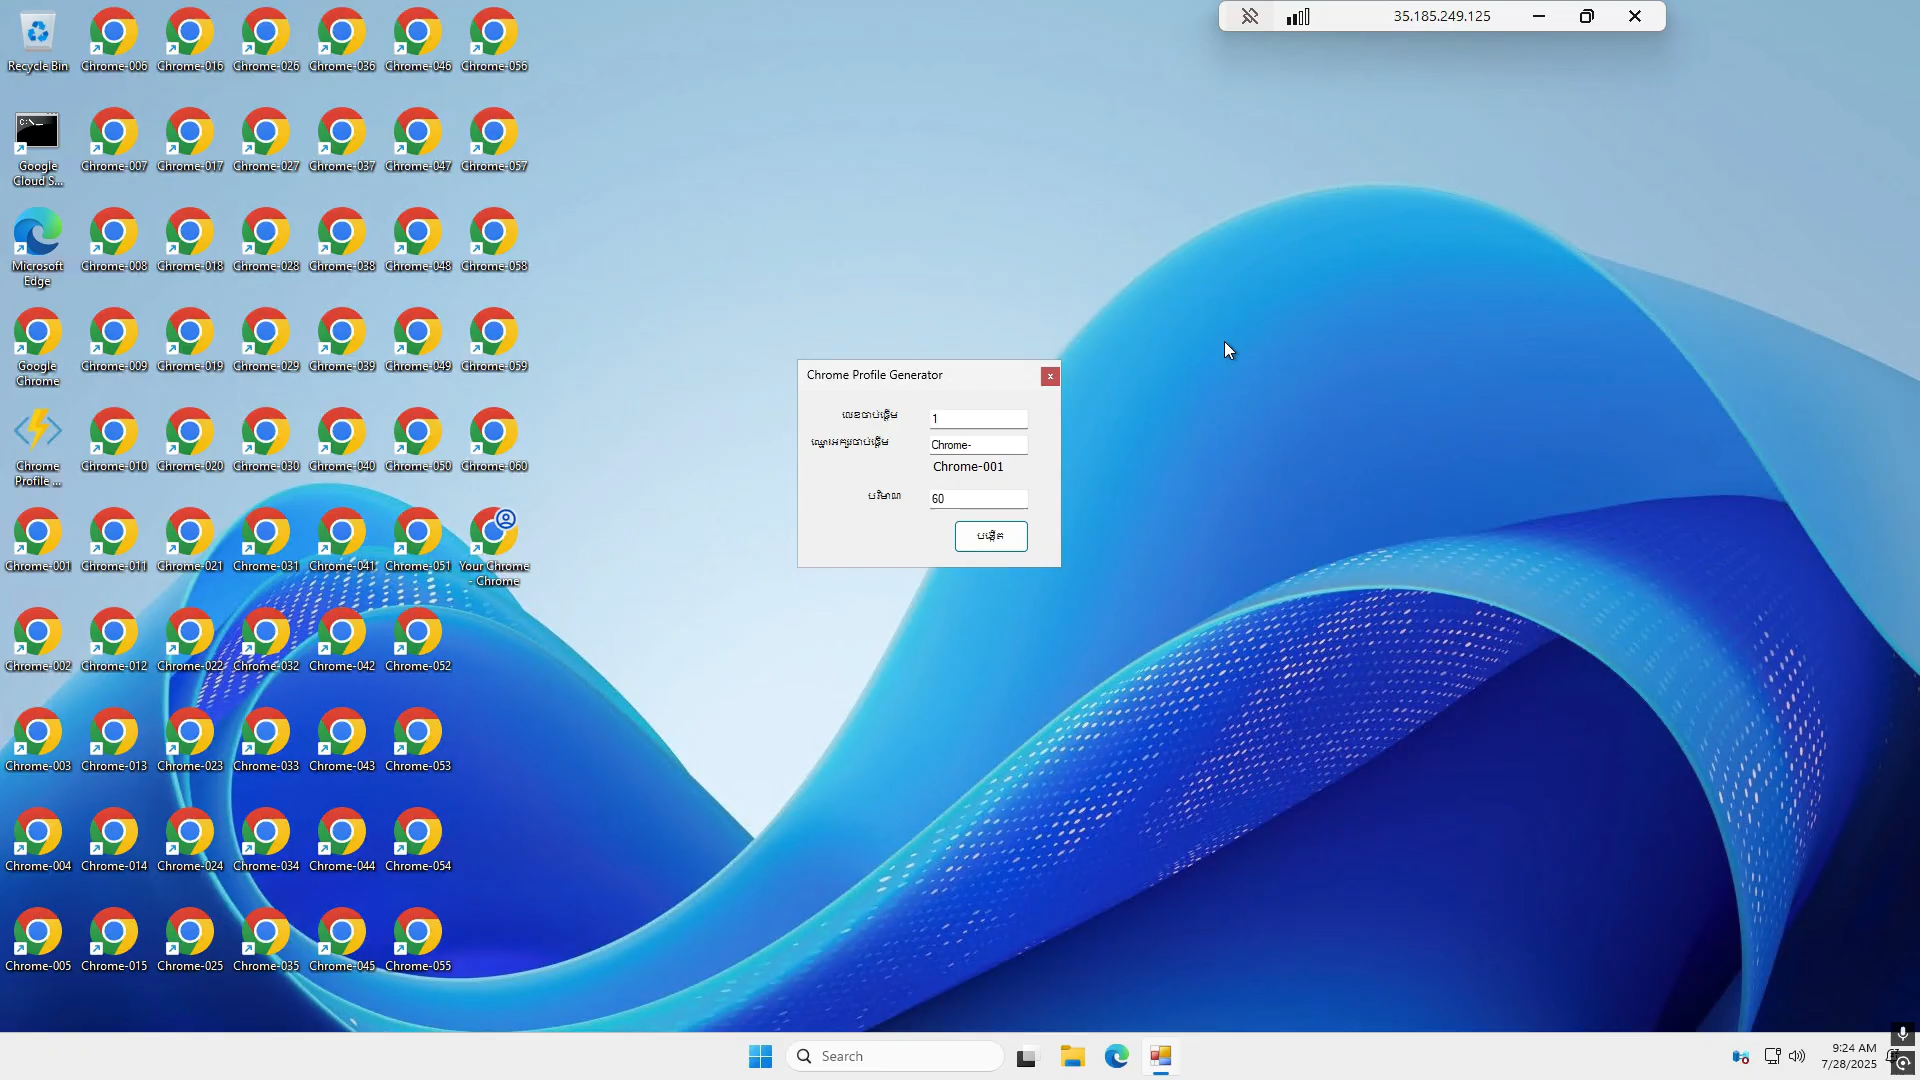 35.185.249.125
Recycle Bin
Chrome-006
Chrome-016
Chrome-026
Chrome-036
Chrome-046
Chrome-056
Google
Cloud S...
Chrome-007
Chrome-017
Chrome-027
Chrome-037
Chrome-047
Chrome-057
Microsoft
Edge
Chrome-008
Chrome-018
Chrome-028
Chrome-038
Chrome-048
Chrome-058
Google
Chrome
Chrome-009
Chrome-019
Chrome-029
Chrome-039
Chrome-049
Chrome-059
Chrome
Profile ...
Chrome-010
Chrome-020
Chrome-030
Chrome-040
Chrome-050
Chrome-060
Chrome-001
Chrome-011
Chrome-021
Chrome-031
Chrome-041
Chrome-051
Your Chrome
- Chrome
Chrome-002
Chrome-012
Chrome-022
Chrome-032
Chrome-042
Chrome-052
Chrome-003
Chrome-013
Chrome-023
Chrome-033
Chrome-043
Chrome-053
Chrome-004
Chrome-014
Chrome-024
Chrome-034
Chrome-044
Chrome-054
Chrome-005
Chrome-015
Chrome-025
Chrome-035
Chrome-045
Chrome-055
Chrome Profile Generator
លេខចាប់ផ្តើម
1
ឈ្មោះអក្សរចាប់ផ្តើម
Chrome-
Chrome-001
បរិមាណ
60
បង្កើត
Search
9:24 AM
7/28/2025